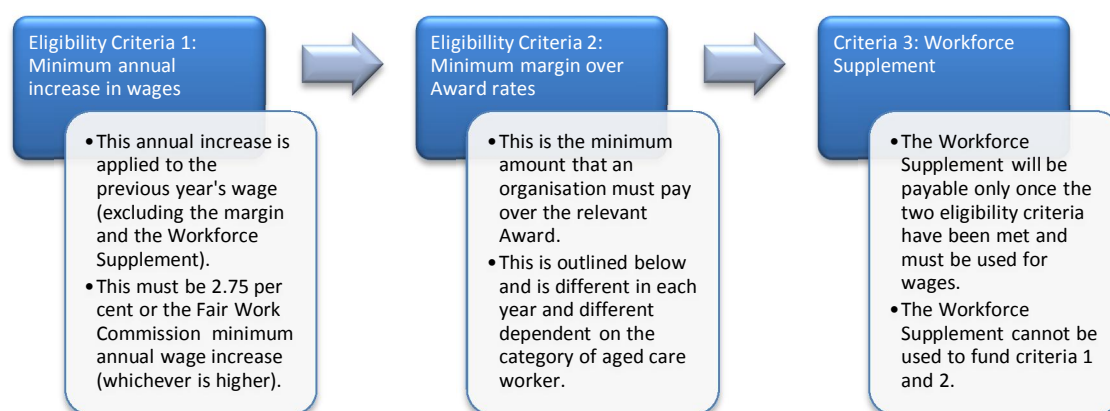 Eligibility Criteria 1:
Minimum annual
increase in wages
•This annual increase is
applied to the
previous year's wage
(excluding the margin
and the Workforce
Supplement).
•This must be 2.75 per
cent or the Fair Work
Commission minimum
annual wage increase
(whichever is higher).
Eligibillity Criteria 2:
Minimum margin over
Award rates
•This is the minimum
amount that an
organisation must pay
over the relevant
Award.
•This is outlined below
and is different in each
year and different
dependent on the
category of aged care
worker.
Criteria 3: Workforce
Supplement
•The Workforce
Supplement will be
payable only once the
two eligibility criteria
have been met and
must be used for
wages.
•The Workforce
Supplement cannot be
used to fund criteria 1
and 2.